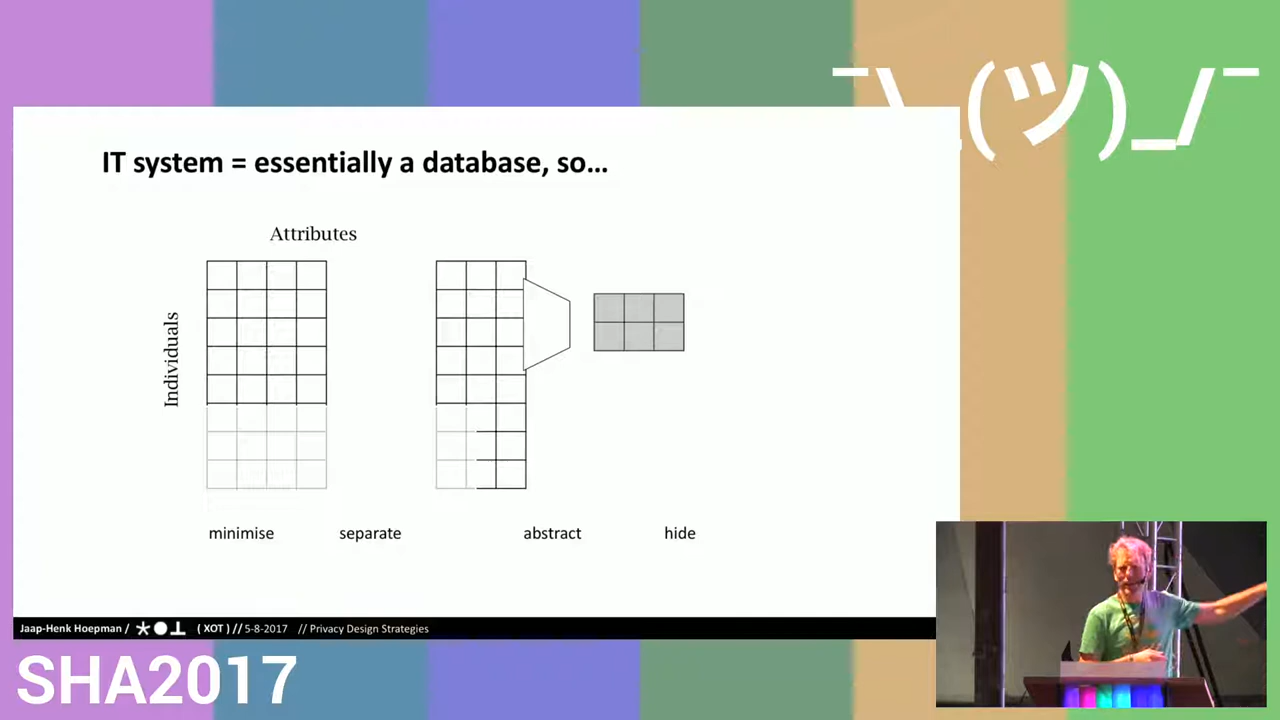 ¯\_(ツ)_/¯
IT system = essentially a database, so...
Attributes
Individuals
minimise separate abstract hide
Jaap-Henk Hoepman / ( XOT ) // 5-8-2017 // Privacy Design Strategies
SHA2017